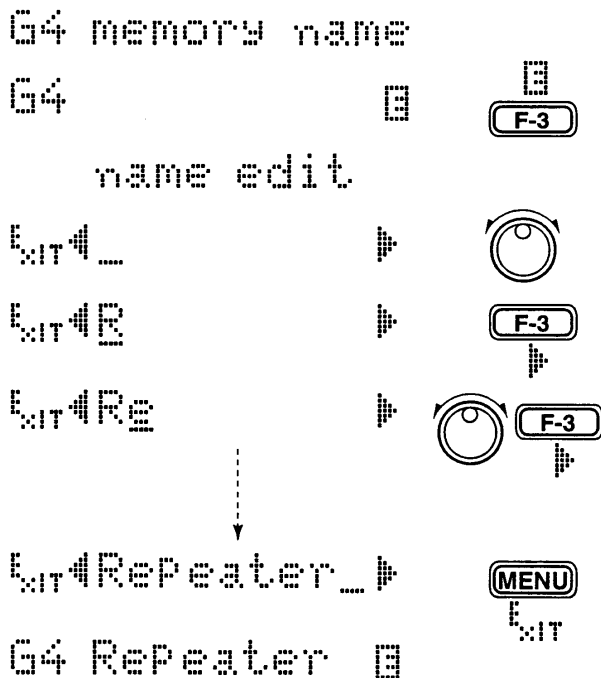 G4 memory name
G4 E
E
F-3
name edit
EXIT _
EXIT R
F-3
EXIT Re
F-3
EXIT Repeater_
MENU
EXIT
G4 Repeater E